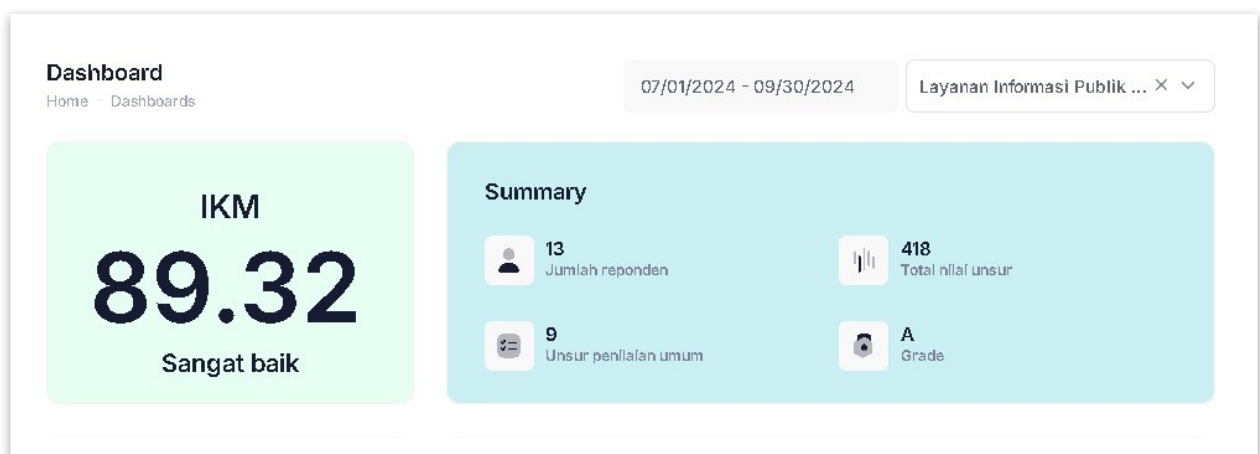 Dashboard
Home - Dashboards
07/01/2024 - 09/30/2024
Layanan Informasi Publik ...
IKM
89.32
Sangat baik
Summary
13
Jumlah reponden
418
Total nilai unsur
9
Unsur penilaian umum
A
Grade